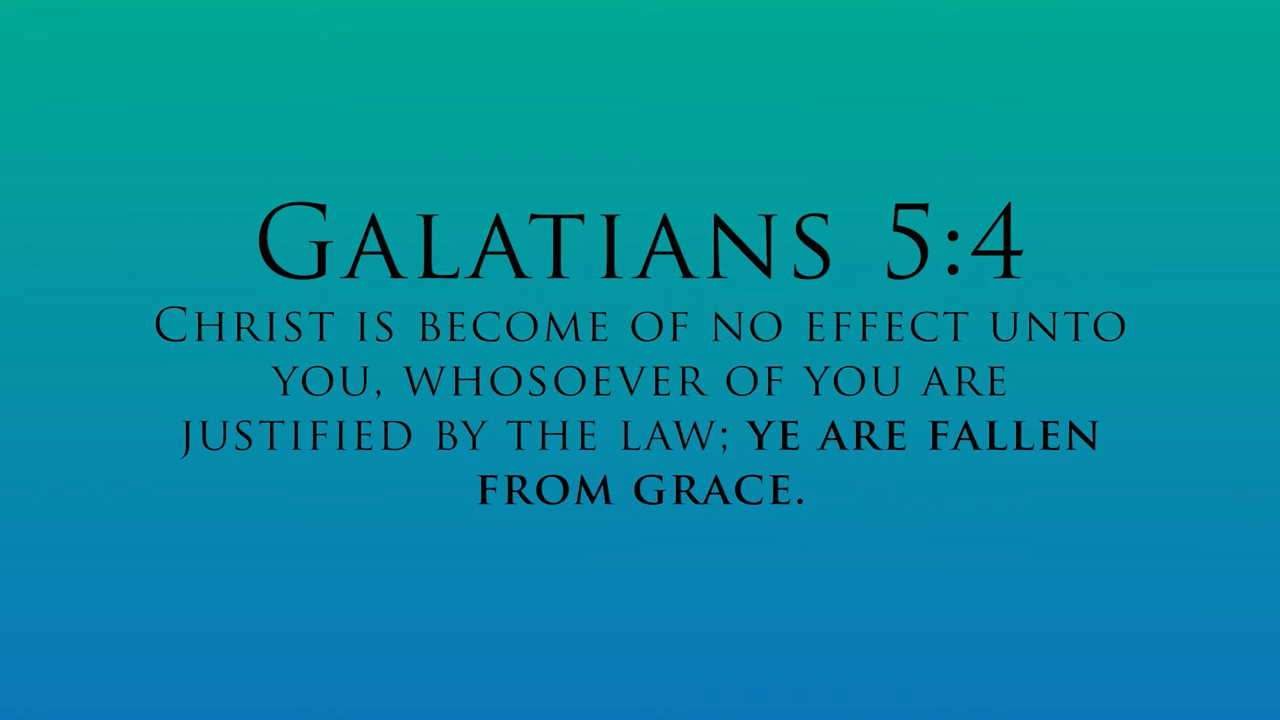 Galatians 5:4
Christ is become of no effect unto
you, whosoever of you are
justified by the law; ye are fallen
from grace.